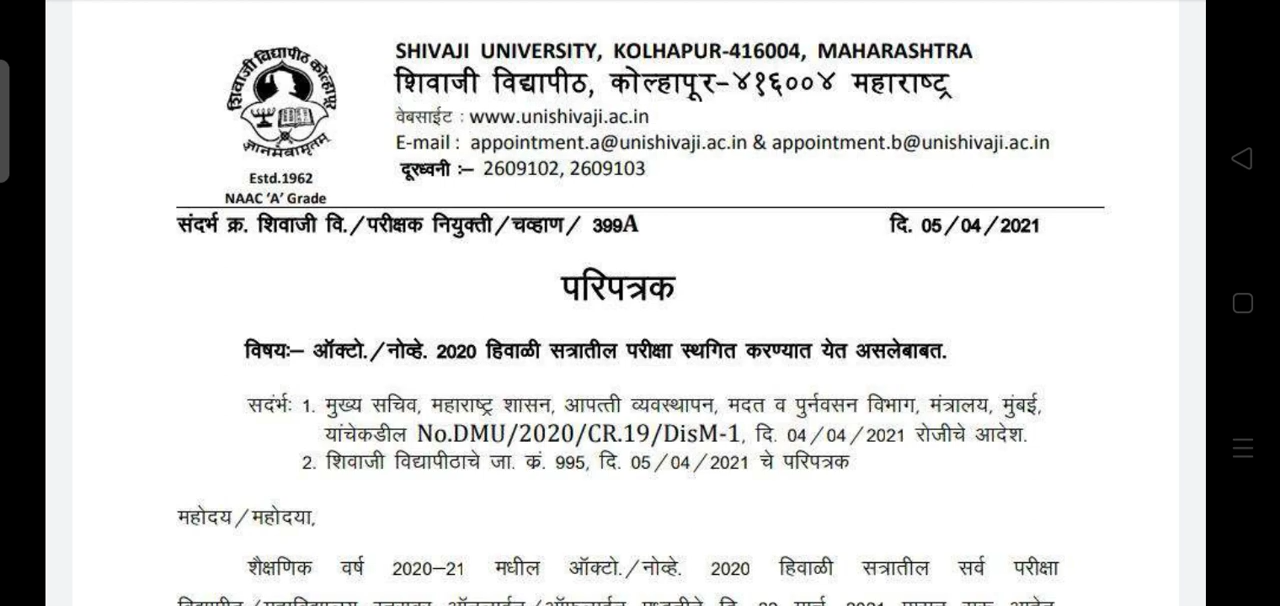 SHIVAJI UNIVERSITY, KOLHAPUR-416004, MAHARASHTRA
शिवाजी विद्यापीठ, कोल्हापूर-४१६००४ महाराष्ट्र
वेबसाईट : www.unishivaji.ac.in
E-mail : appointment.a@unishivaji.ac.in & appointment.b@unishivaji.ac.in
दूरध्वनी :– 2609102, 2609103
शिवाजी विद्यापीठ कोल्हापूर
ज्ञानमेवामृतम्
Estd.1962
NAAC ‘A’ Grade
संदर्भ क्र. शिवाजी वि./परीक्षक नियुक्ती/चव्हाण/ 399A दि. 05/04/2021
परिपत्रक
विषयः– ऑक्टो./नोव्हे. 2020 हिवाळी सत्रातील परीक्षा स्थगित करण्यात येत असलेबाबत.
सदंर्भः 1. मुख्य सचिव, महाराष्ट्र शासन, आपत्ती व्यवस्थापन, मदत व पुर्नवसन विभाग, मंत्रालय, मुंबई,
यांचेकडील No.DMU/2020/CR.19/DisM-1, दि. 04/04/2021 रोजीचे आदेश.
2. शिवाजी विद्यापीठाचे जा. क्रं. 995, दि. 05/04/2021 चे परिपत्रक
महोदय/महोदया,
शैक्षणिक वर्ष 2020–21 मधील ऑक्टो./नोव्हे. 2020 हिवाळी सत्रातील सर्व परीक्षा